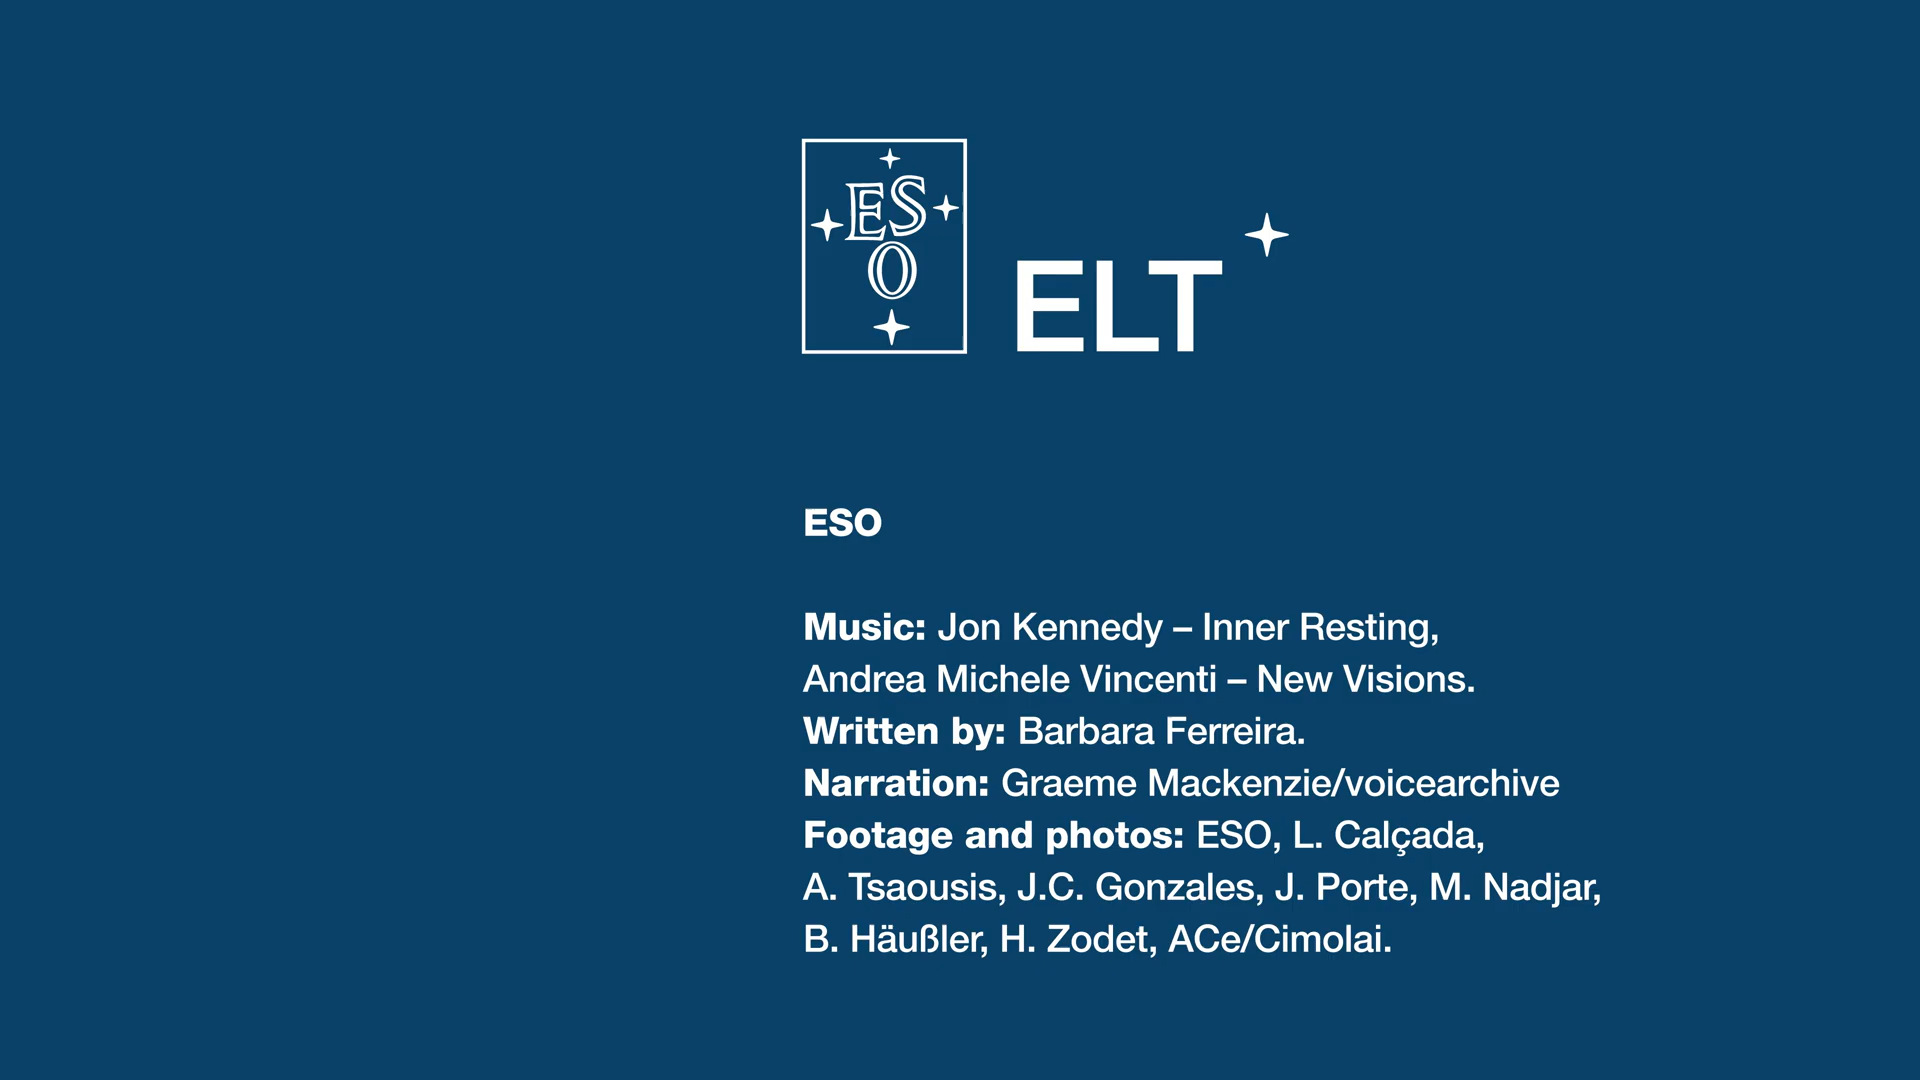 ES
O
ELT
ESO
Music: Jon Kennedy – Inner Resting,
Andrea Michele Vincenti – New Visions.
Written by: Barbara Ferreira.
Narration: Graeme Mackenzie/voicearchive
Footage and photos: ESO, L. Calçada,
A. Tsaousis, J.C. Gonzales, J. Porte, M. Nadjar,
B. Häußler, H. Zodet, ACe/Cimolai.